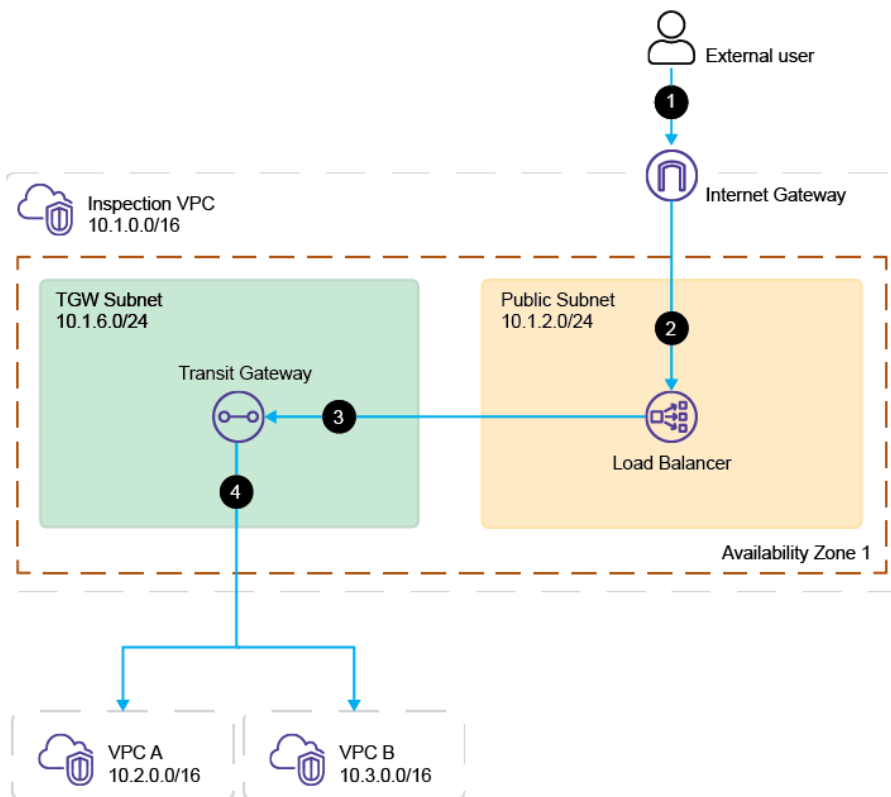 External user
1
Internet Gateway
Inspection VPC
10.1.0.0/16
TGW Subnet
10.1.6.0/24
Public Subnet
10.1.2.0/24
2
Transit Gateway
3
Load Balancer
4
Availability Zone 1
VPC A
10.2.0.0/16
VPC B
10.3.0.0/16